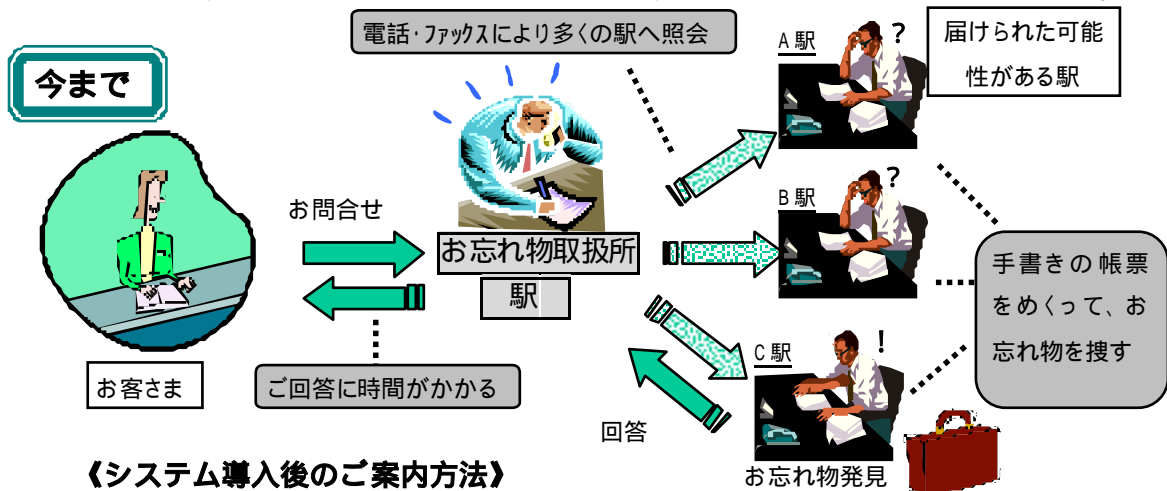 電話・ファックスにより多くの駅へ照会
A駅
?
届けられた可能
性がある駅
今まで
お問合せ
お忘れ物取扱所
駅
B駅
?
手書きの帳票
をめくって、お
忘れ物を捜す
お客さま
ご回答に時間がかかる
C駅
!
回答
お忘れ物発見
《システム導入後のご案内方法》